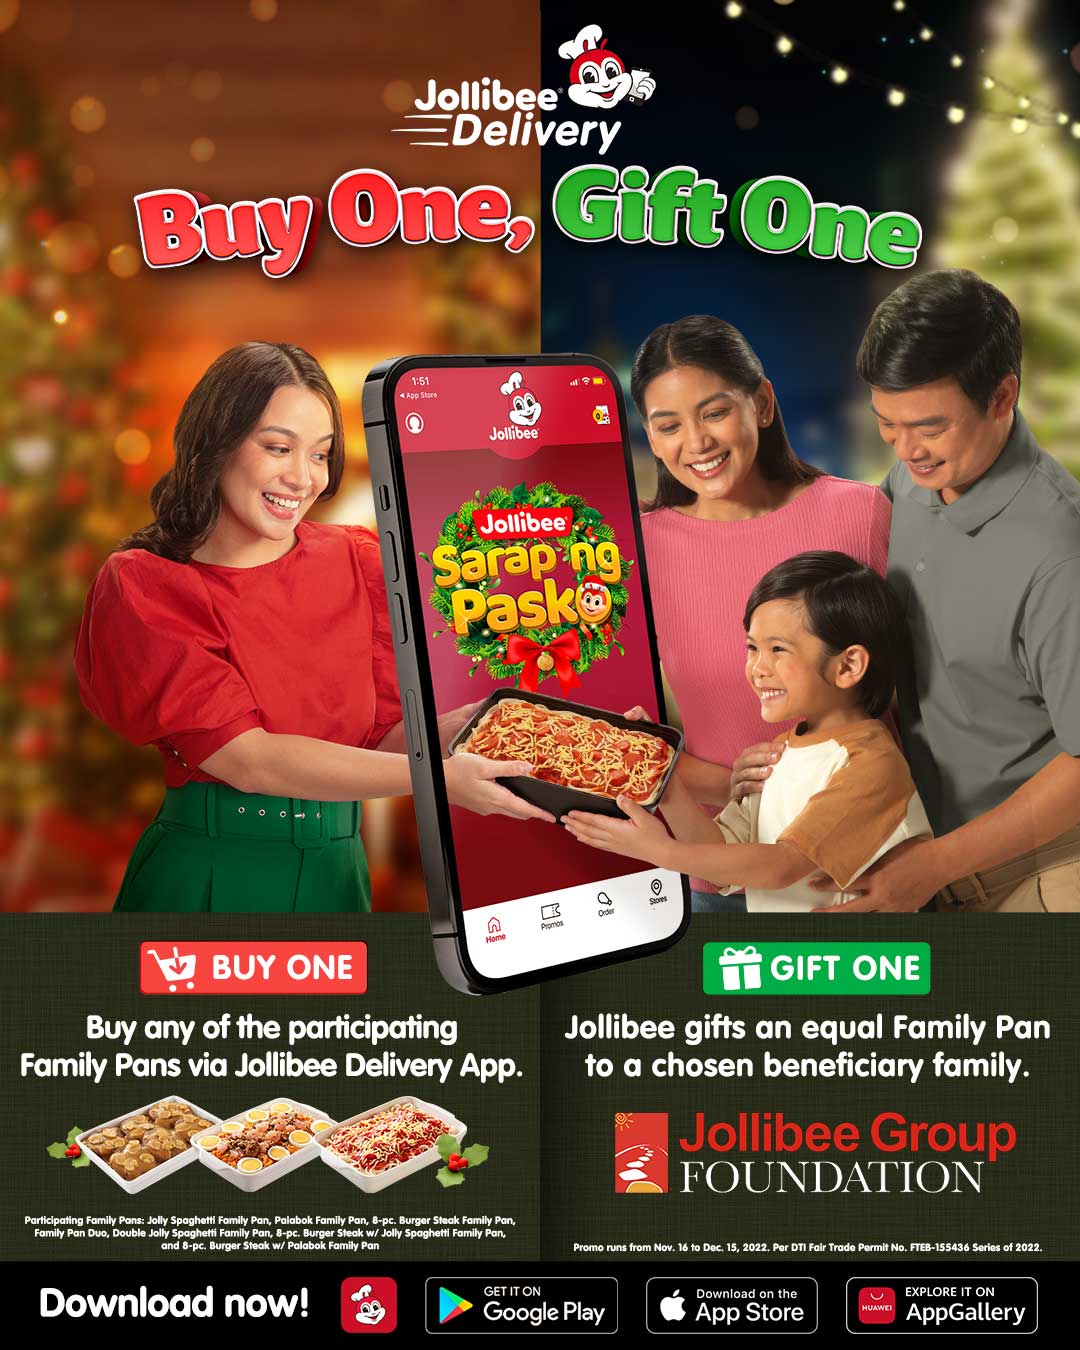 Jollibee
Delivery
Buy One, Gift One
1:51
App Store
Jollibee
Jollibee
Sarap ng
Pasko
Home
Promos
Order
Stores
BUY ONE
Buy any of the participating
Family Pans via Jollibee Delivery App.
Participating Family Pans: Jolly Spaghetti Family Pan, Palabok Family Pan, 8-pc. Burger Steak Family Pan,
Family Pan Duo, Double Jolly Spaghetti Family Pan, 8-pc. Burger Steak w/ Jolly Spaghetti Family Pan,
and 8-pc. Burger Steak w/ Palabok Family Pan
GIFT ONE
Jollibee gifts an equal Family Pan
to a chosen beneficiary family.
Jollibee Group
FOUNDATION
Promo runs from Nov. 16 to Dec. 15, 2022. Per DTI Fair Trade Permit No. FTEB-155436 Series of 2022.
Download now!
GET IT ON
Google Play
Download on the
App Store
HUAWEI
EXPLORE IT ON
AppGallery